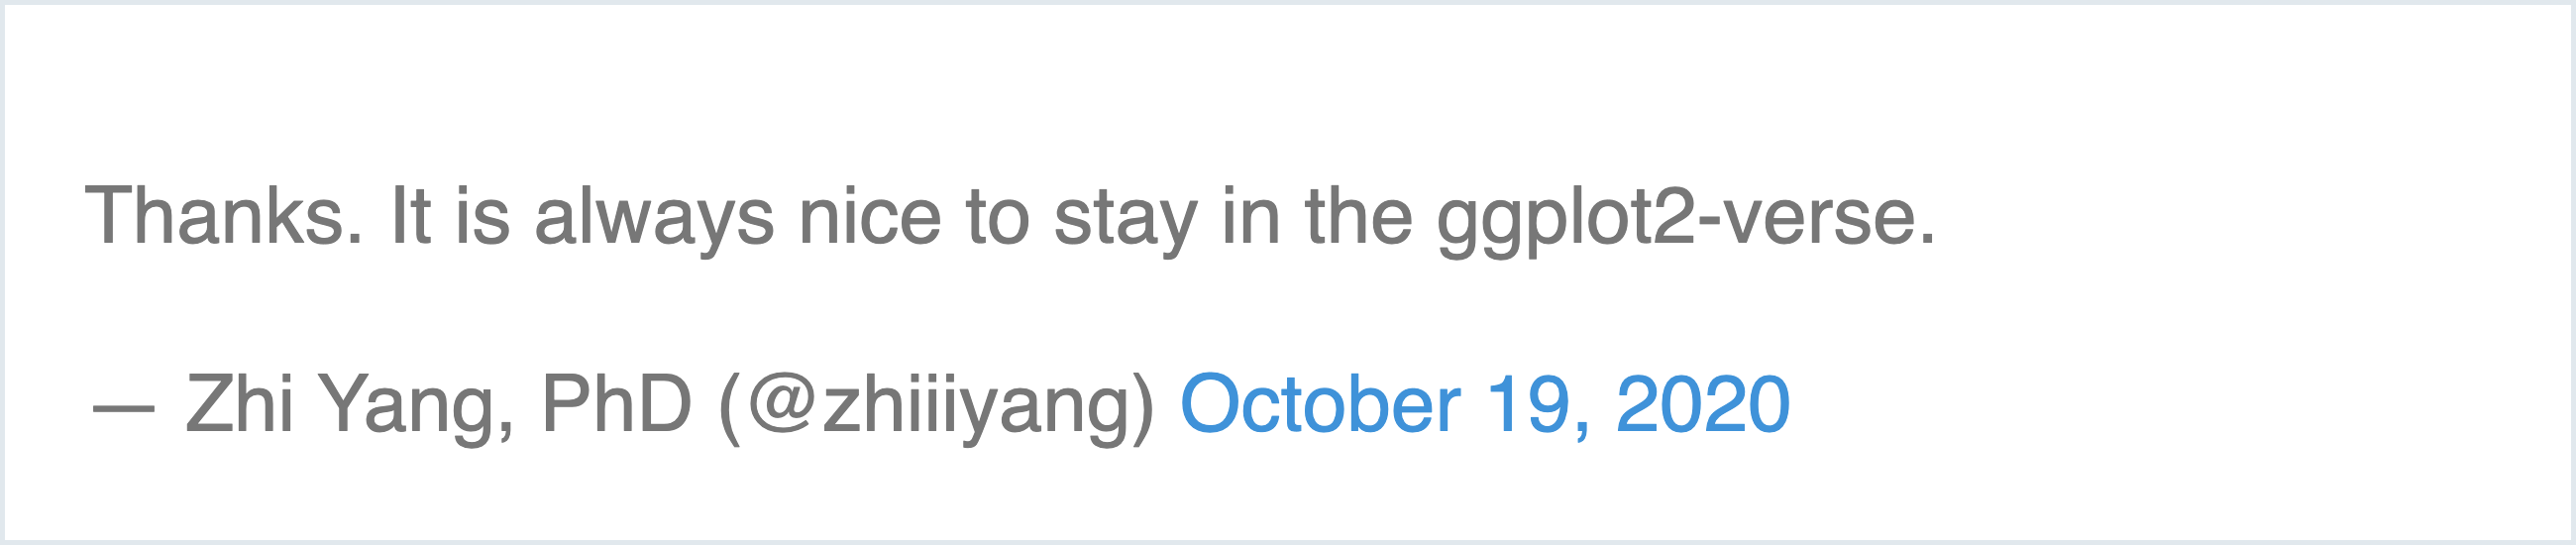 Thanks. It is always nice to stay in the ggplot2-verse.
— Zhi Yang, PhD (@zhiiiyang) October 19, 2020